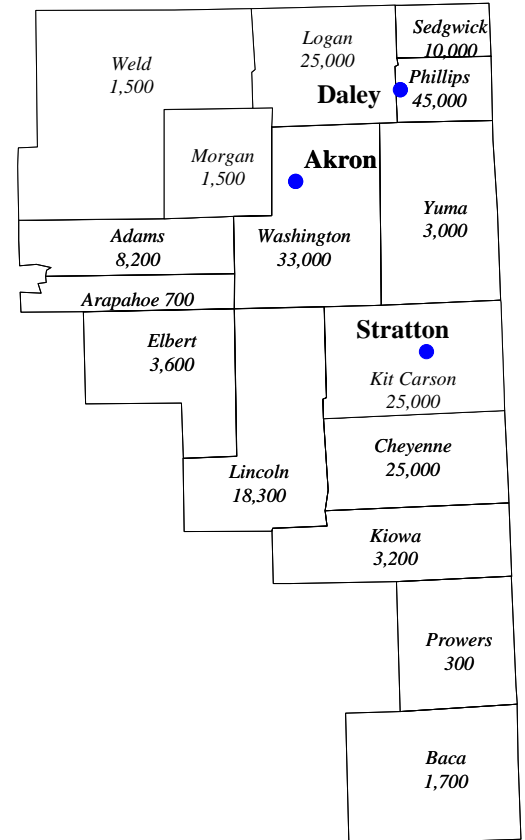 Sedgwick
10,000
Logan
25,000
Weld
1,500
Phillips
45,000
Daley
Morgan
1,500
Akron
Yuma
3,000
Adams
8,200
Washington
33,000
Arapahoe 700
Elbert
3,600
Stratton
Kit Carson
25,000
Cheyenne
25,000
Lincoln
18,300
Kiowa
3,200
Prowers
300
Baca
1,700